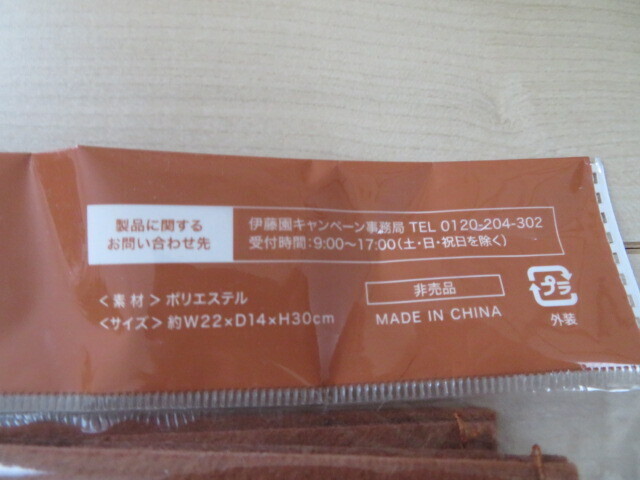 製品に関する
お問い合わせ先
伊藤園キャンペーン事務局 TEL 0120-204-302
受付時間：9:00〜17:00（土・日・祝日を除く）
＜素材＞ポリエステル
＜サイズ＞約W22×D14×H30cm
非売品
MADE IN CHINA
プラ
外装